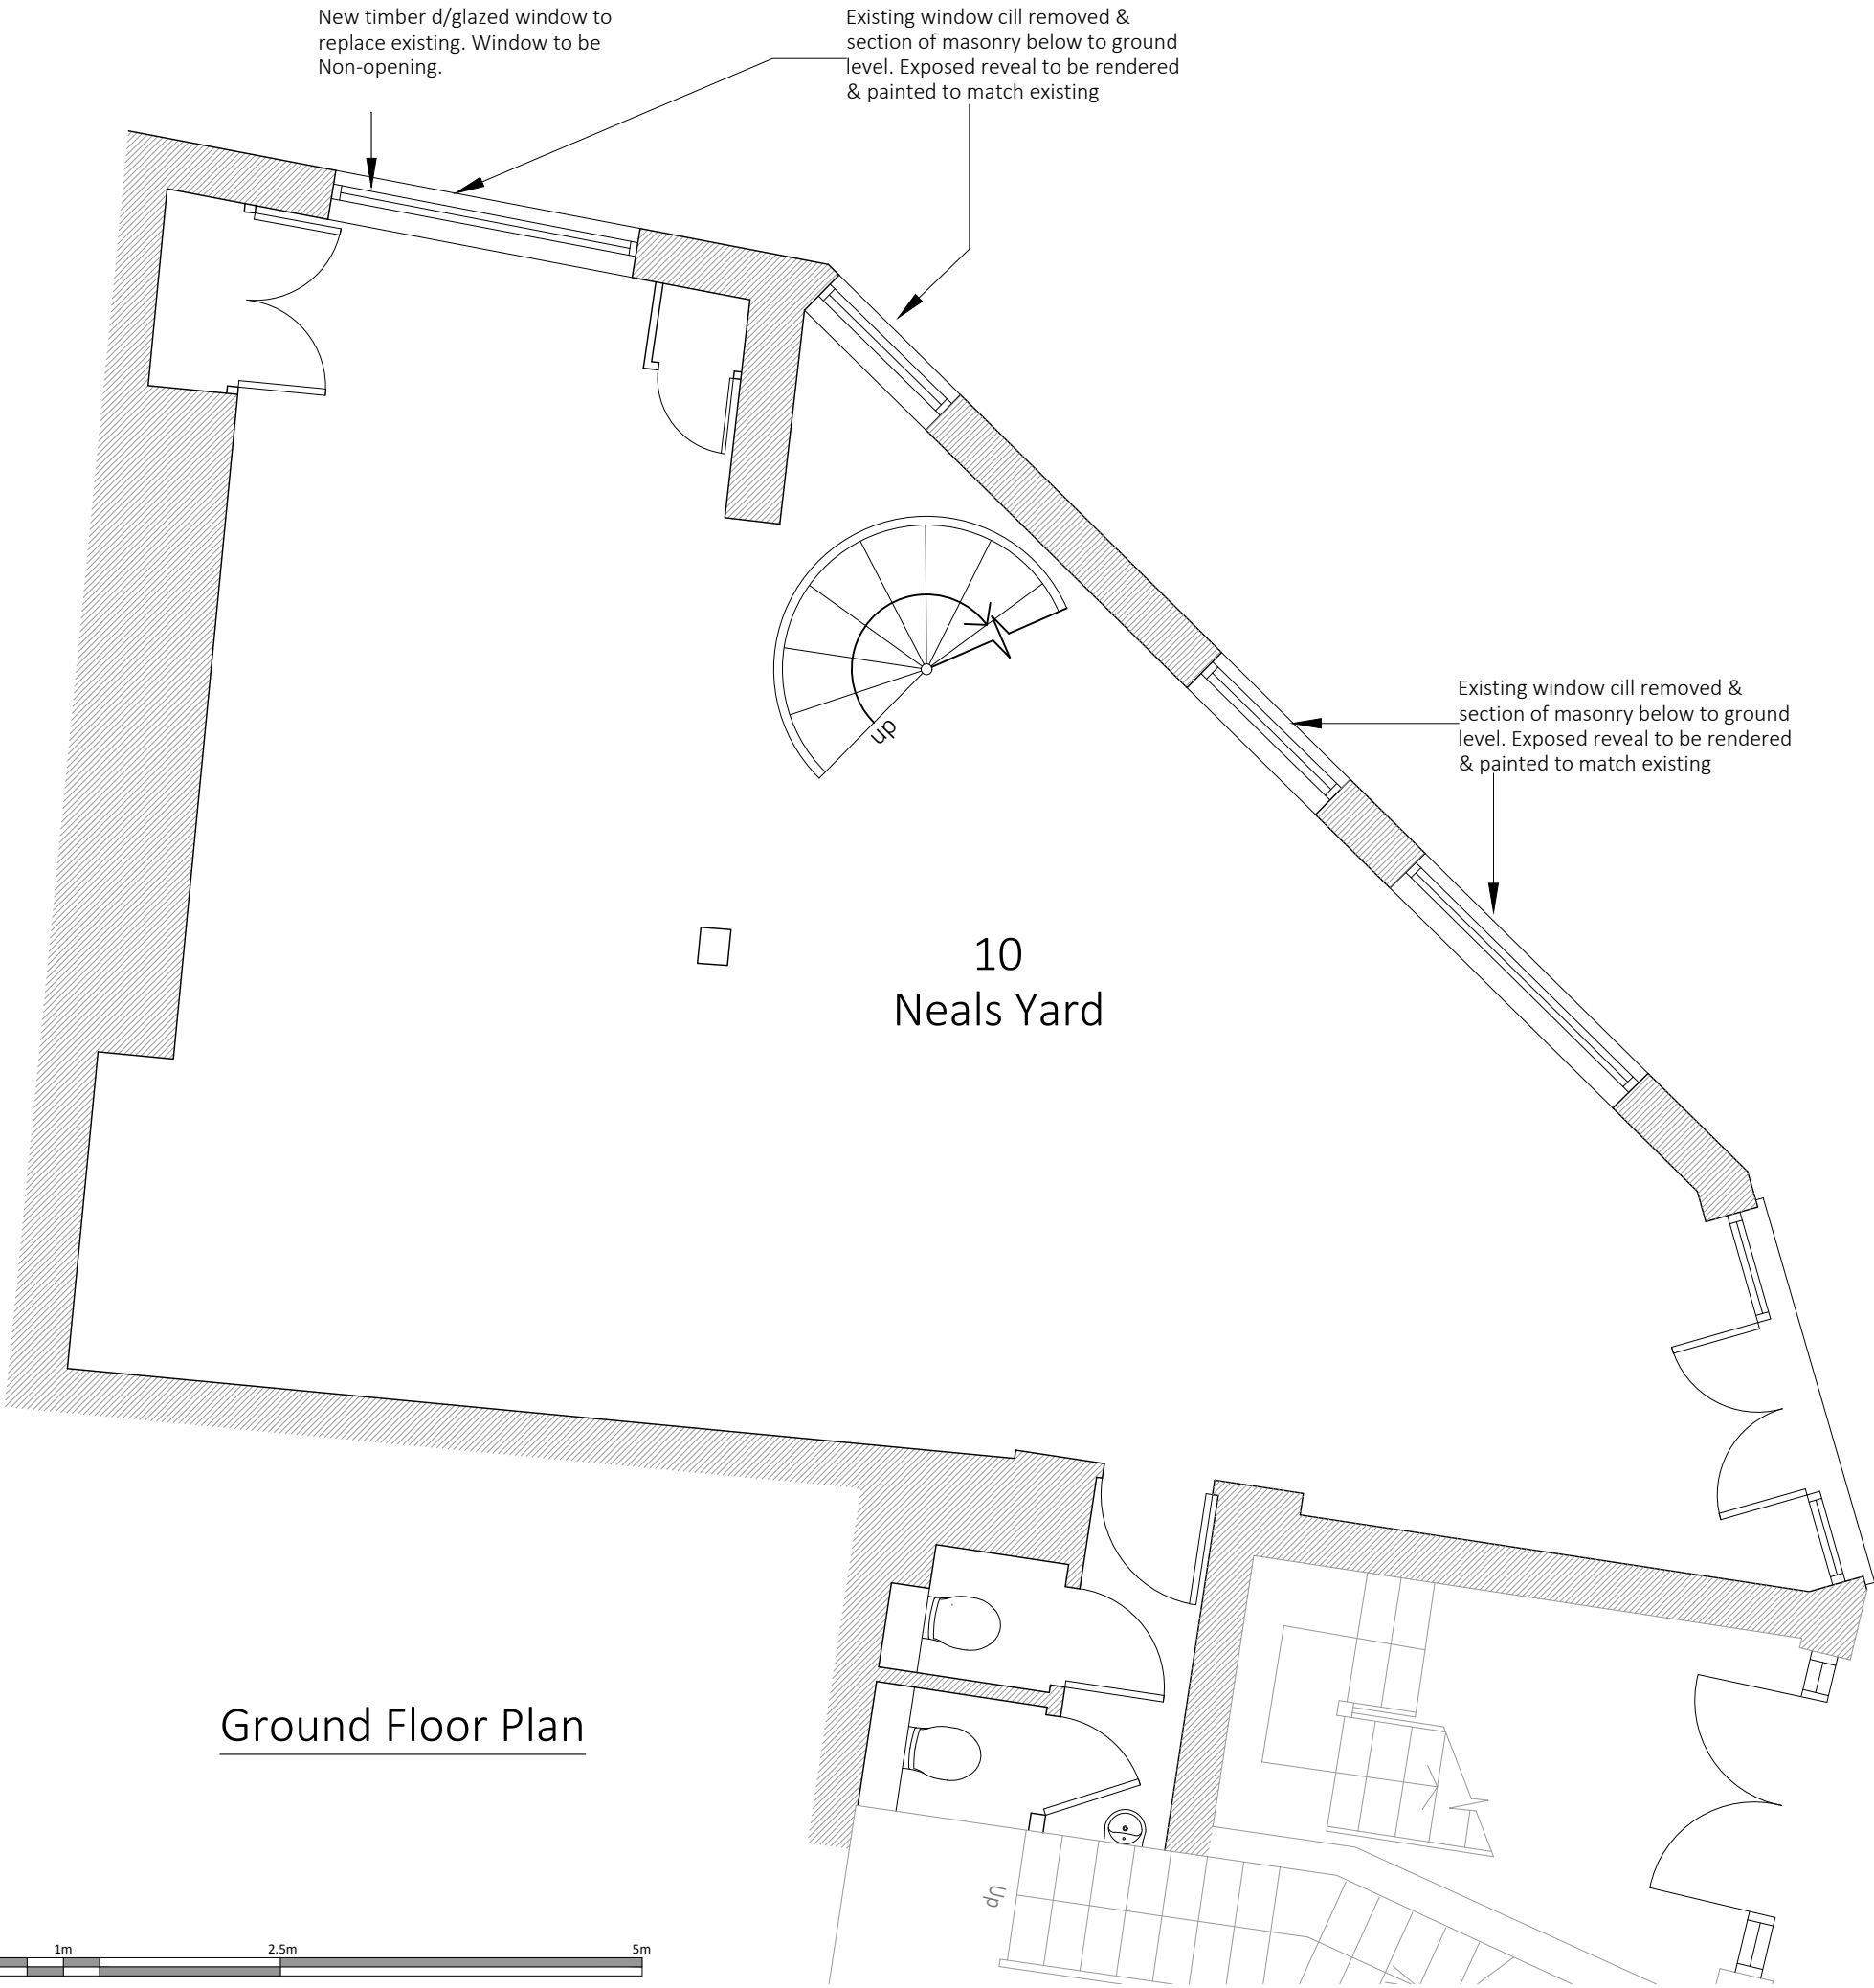 New timber d/glazed window to
replace existing. Window to be
Non-opening.
Existing window cill removed &
section of masonry below to ground
level. Exposed reveal to be rendered
& painted to match existing
Existing window cill removed &
section of masonry below to ground
level. Exposed reveal to be rendered
& painted to match existing
dn
10
Neals Yard
Ground Floor Plan
Up
1m
2.5m
5m